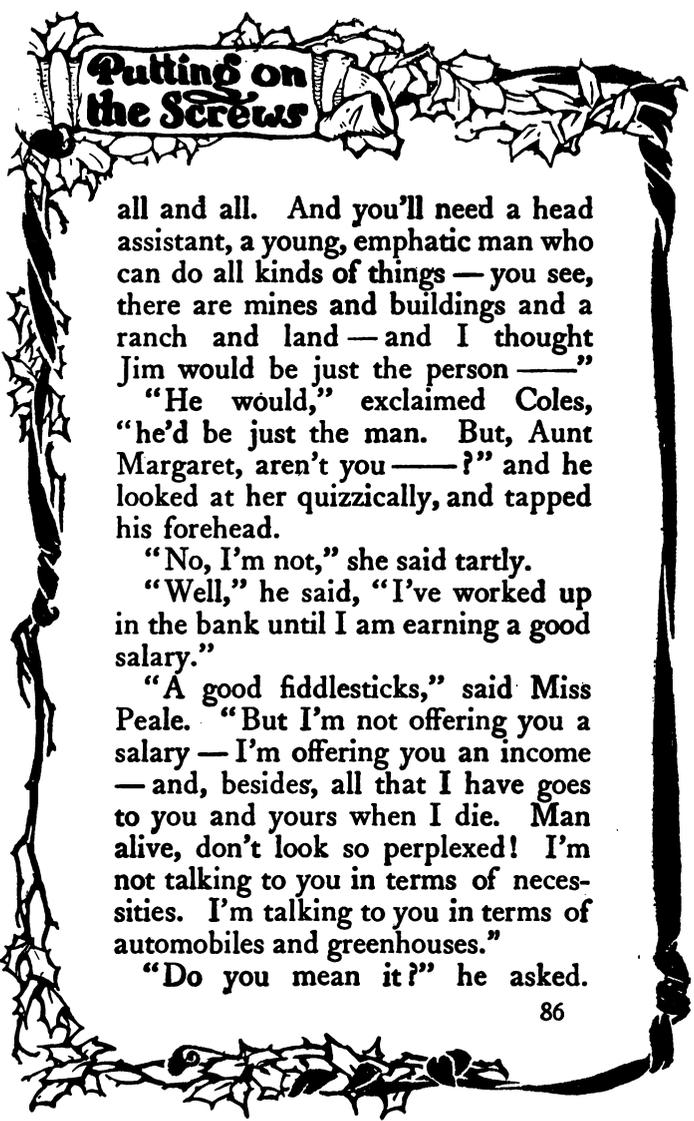 Putting on
the Screws
all and all. And you'll need a head
assistant, a young, emphatic man who
can do all kinds of things — you see,
there are mines and buildings and a
ranch and land — and I thought
Jim would be just the person ——"
"He would," exclaimed Coles,
"he'd be just the man. But, Aunt
Margaret, aren't you —— ?" and he
looked at her quizzically, and tapped
his forehead.
"No, I'm not," she said tartly.
"Well," he said, "I've worked up
in the bank until I am earning a good
salary."
"A good fiddlesticks," said Miss
Peale. "But I'm not offering you a
salary — I'm offering you an income
— and, besides, all that I have goes
to you and yours when I die. Man
alive, don't look so perplexed! I'm
not talking to you in terms of neces-
sities. I'm talking to you in terms of
automobiles and greenhouses."
"Do you mean it?" he asked.
86